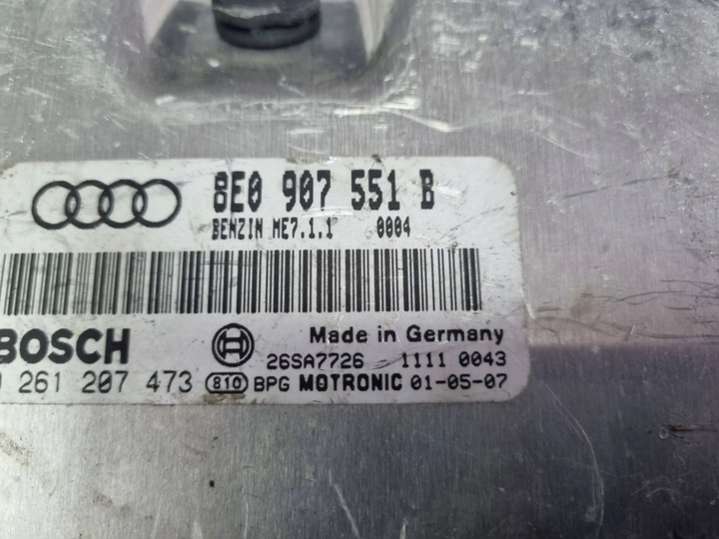 8E0 907 551 B
BENZIN ME7.1.1 0004
BOSCH Made in Germany
26SA7726 - 1111 0043
0 261 207 473 810 BPG MOTRONIC 01-05-07